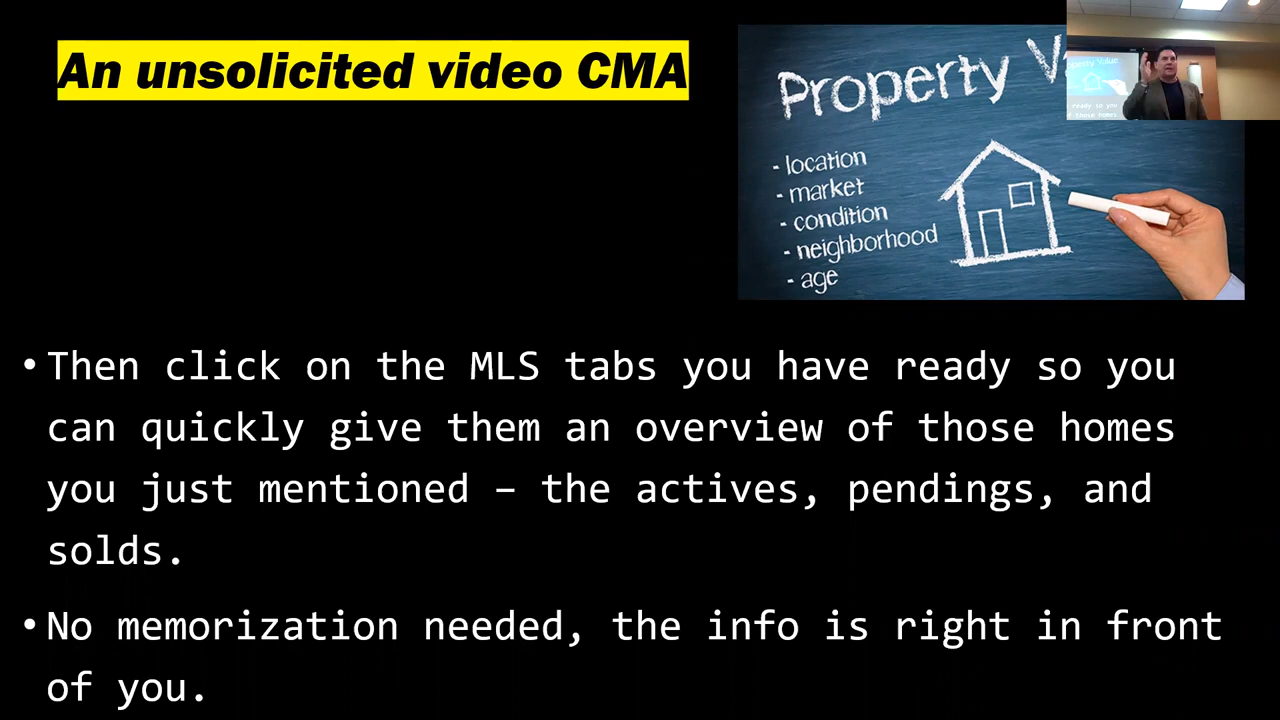 An unsolicited video CMA
Property V
- location
- market
- condition
- neighborhood
- age
• Then click on the MLS tabs you have ready so you
can quickly give them an overview of those homes
you just mentioned – the actives, pendings, and
solds.
• No memorization needed, the info is right in front
of you.